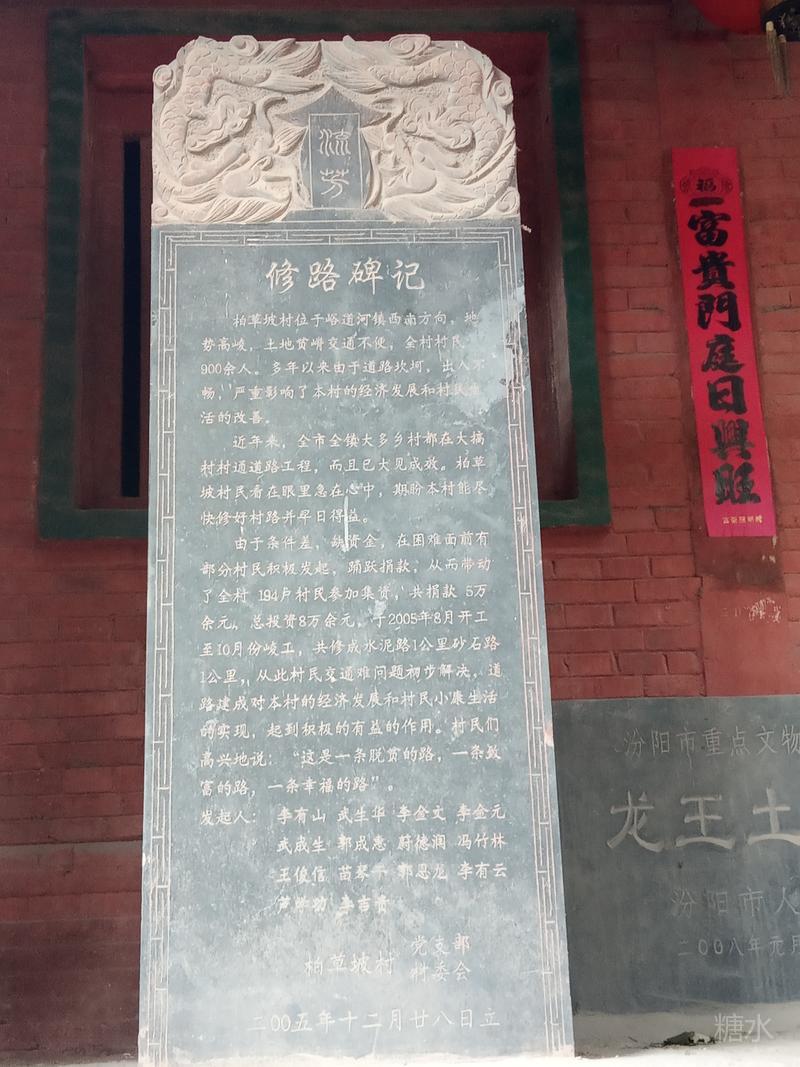 流芳
修路碑记
柏草坡村位于峪道河镇西南方向，地
势高峻，土地贫嵴交通不便，全村村民
900余人。多年以来由于道路坎坷，出人不
畅，严重影响了本村的经济发展和村民生
活的改善。
近年来，全市全镇大多乡村都在大搞
村村通道路工程，而且已大见成效。柏草
坡村民看在眼里急在心中，期盼本村能尽
快修好村路并早日得益。
由于条件差，缺资金，在困难面前有
部分村民积极发起，踊跃捐款，从而带动
了全村194户村民参加集资，共捐款5万
余元，总投资8万余元，于2005年8月开工
至10月份峻工，共修成水泥路1公里砂石路
1公里，从此村民交通难问题初步解决，道
路建成对本村的经济发展和村民小康生活
的实现，起到积极的有益的作用。村民们
高兴地说：“这是一条脱贫的路，一条致
富的路，一条幸福的路”。
发起人：李有山 武生华 李金文 李金元
武成生 郭成惠 蔚德润 冯竹林
王俊信 苗琴 郭恩龙 李有云
李吉贵
柏草坡村 党支部
村委会
二00五年十二月廿八日立
福
富貴門庭日興旺
汾阳市重点文物
龙王土
汾阳市人
二00八年元月
糖水